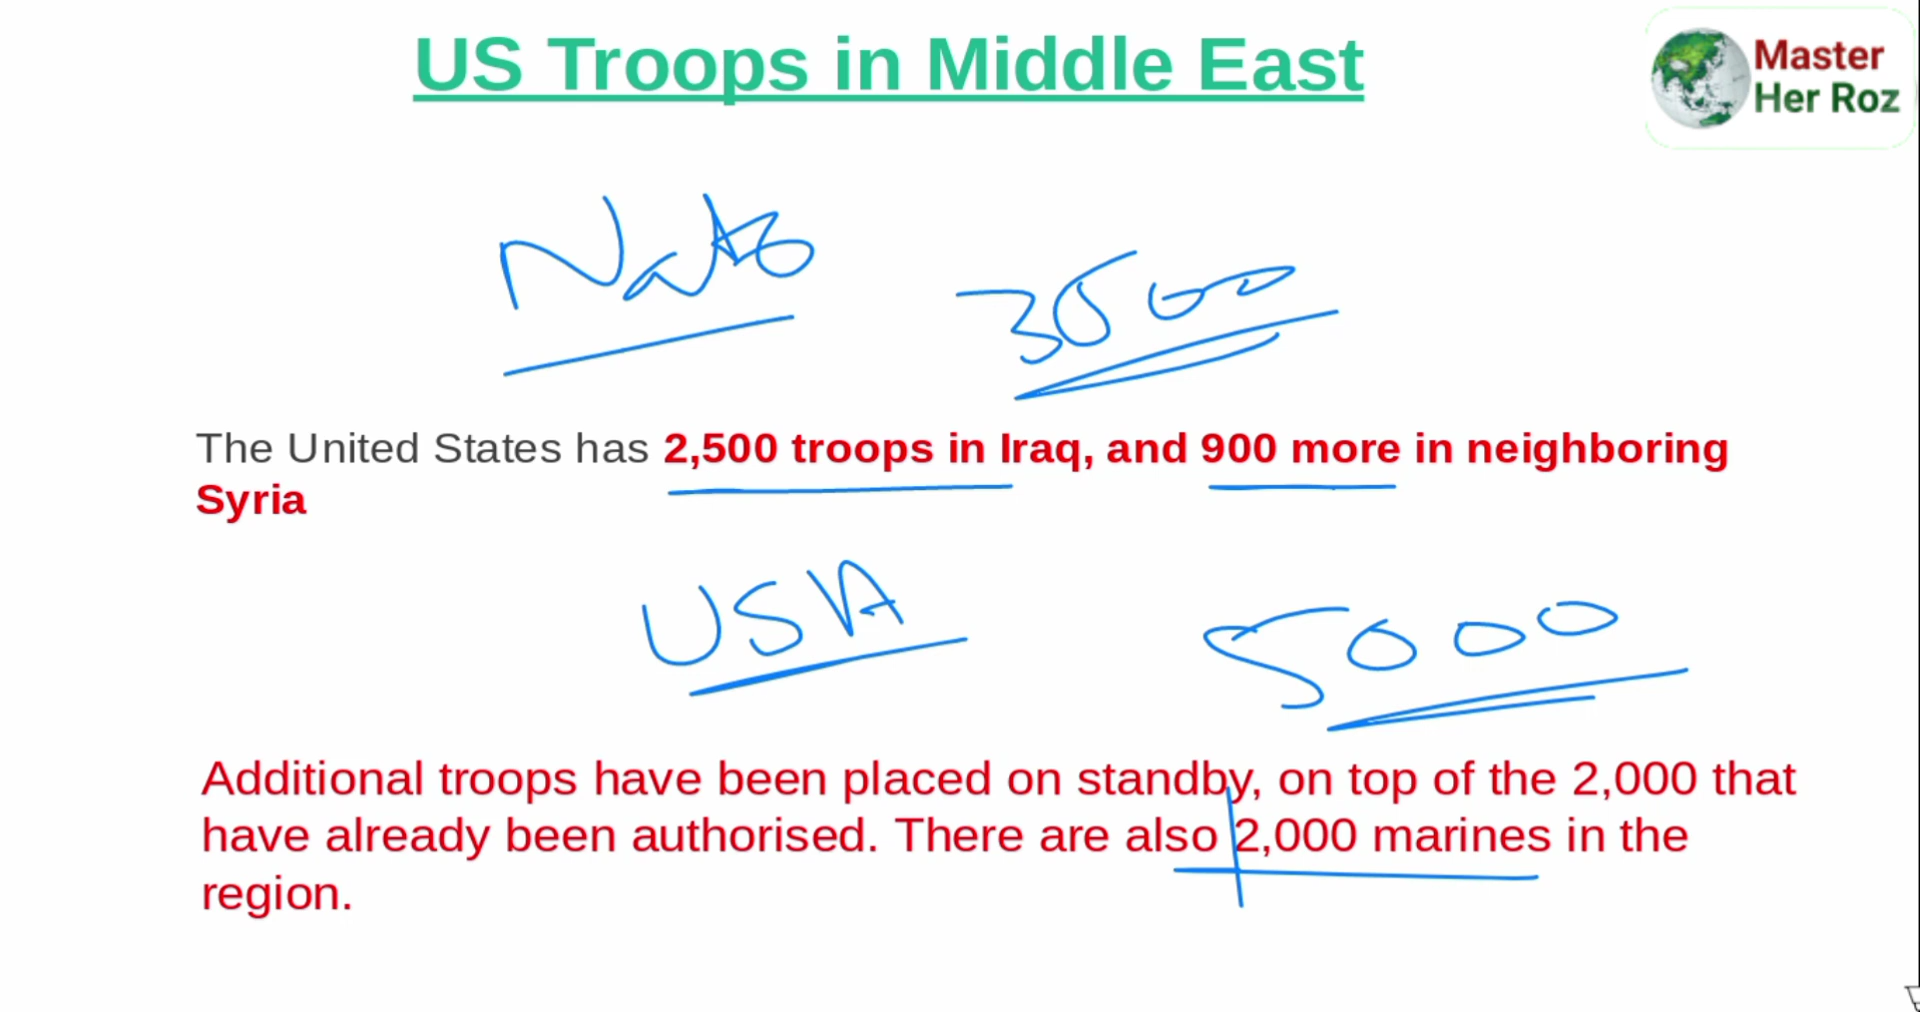 US Troops in Middle East
Master
Her Roz
Nato
3500
The United States has 2,500 troops in Iraq, and 900 more in neighboring
Syria
USA
5000
Additional troops have been placed on standby, on top of the 2,000 that
have already been authorised. There are also 2,000 marines in the
region.